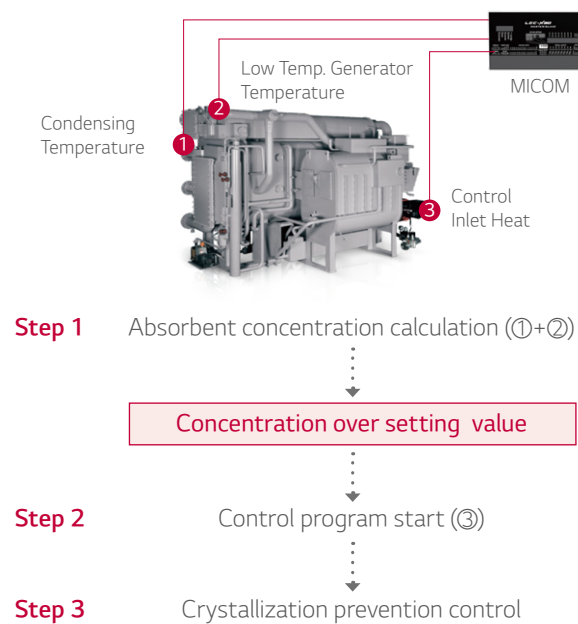 MICOM
Low Temp. Generator
Temperature
2
Condensing
Temperature
1
3
Control
Inlet Heat
Step 1 Absorbent concentration calculation (①+②)
Concentration over setting value
Step 2 Control program start (③)
Step 3 Crystallization prevention control